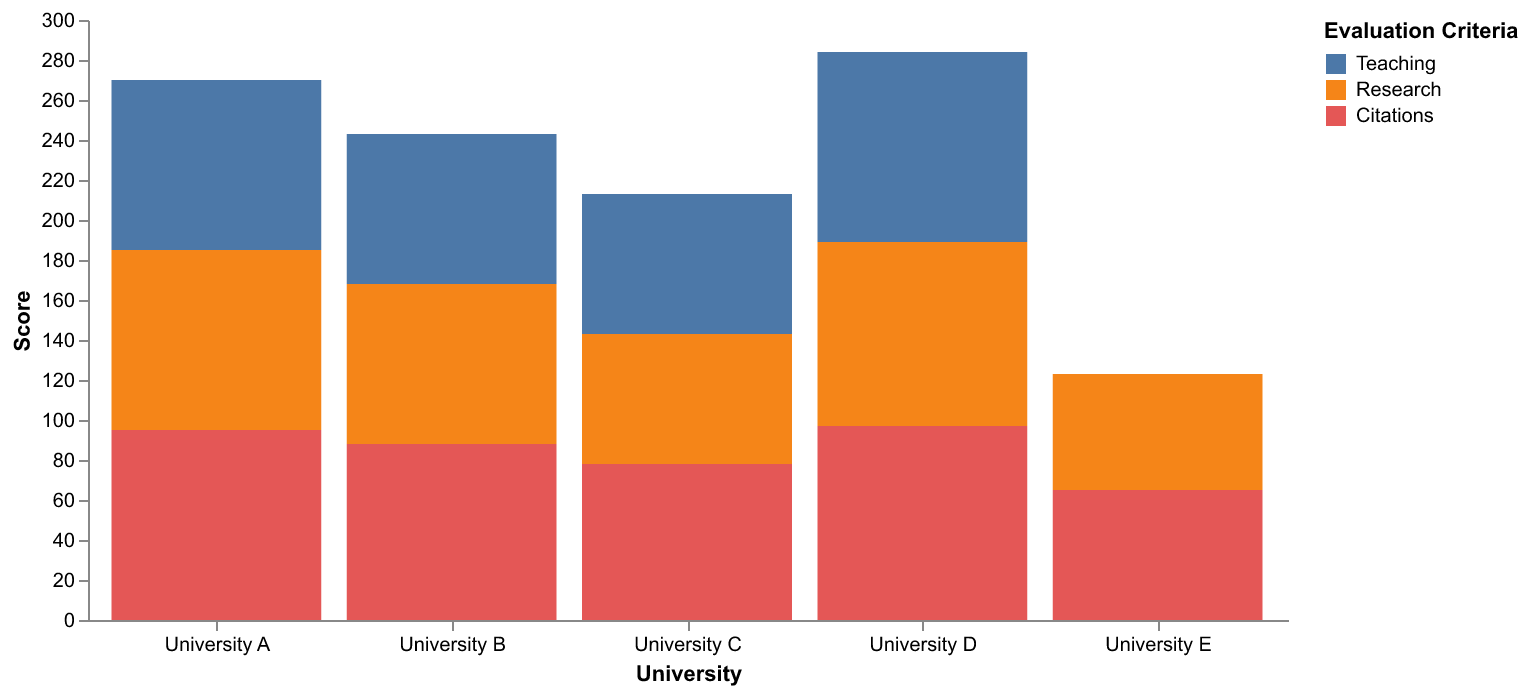 300
280
260
240
220
200
180
160
140
120
100
80
60
40
20
0
Score
University A
University B
University C
University D
University E
University
Evaluation Criteria
Teaching
Research
Citations